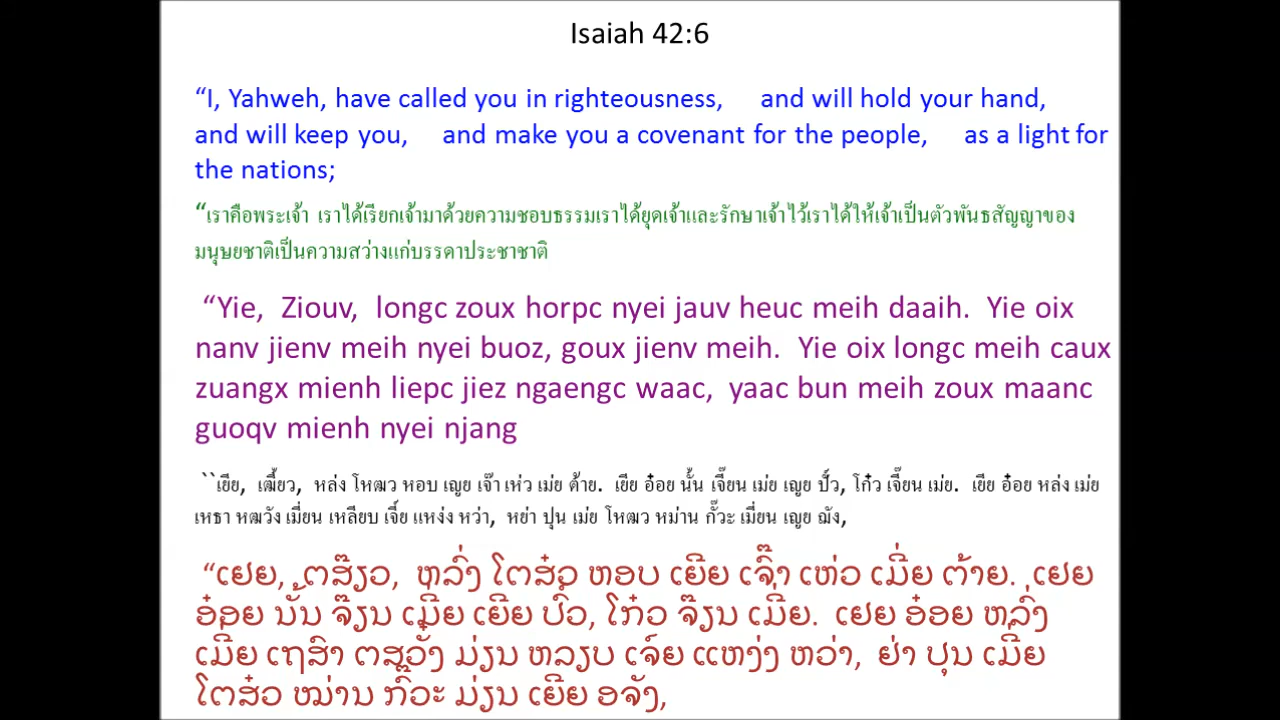 Isaiah 42:6
“I, Yahweh, have called you in righteousness, and will hold your hand,
and will keep you, and make you a covenant for the people, as a light for
the nations;
“เราคือพระเจ้า เราได้เรียกเจ้ามาด้วยความชอบธรรมเราได้ยุดเจ้าและรักษาเจ้าไว้เราได้ให้เจ้าเป็นตัวพันธสัญญาของ
มนุษยชาติเป็นความสว่างแก่บรรดาประชาชาติ
“Yie, Ziouv, longc zoux horpc nyei jauv heuc meih daaih. Yie oix
nanv jienv meih nyei buoz, goux jienv meih. Yie oix longc meih caux
zuangx mienh liepc jiez ngaengc waac, yaac bun meih zoux maanc
guoqv mienh nyei njang
``เยีย, เฒี้ยว, หล่ง โหฒว หอบ เญย เจ๊า เห่ว เม่ย ต้าย. เยีย อ๋อย นั้น เจี๊ยน เม่ย เญย ปิ์ว, โก๋ว เจี๊ยน เม่ย. เยีย อ๋อย หล่ง เม่ย
เหธา หฒวัง เมี่ยน เหลียบ เจี์ย แหง่ง หว่า, หย่า ปุน เม่ย โหฒว หม่าน กั๊วะ เมี่ยน เญย ฌัง,
“ເຢຍ, ຕສ໊ຽວ, ຫລົ່ງ ໂຕສ໋ວ ຫອບ ເຍີຍ ເຈົ໊າ ເຫ່ວ ເມີ່ຍ ຕ້າຍ. ເຢຍ
ອ໋ອຍ ນັ້ນ ຈ໊ຽນ ເມີ່ຍ ເຍີຍ ປົ໌ວ, ໂກ໋ວ ຈ໊ຽນ ເມີ່ຍ. ເຢຍ ອ໋ອຍ ຫລົ່ງ
ເມີ່ຍ ເຖສົາ ຕສວັ໋ງ ມ່ຽນ ຫລຽບ ເຈ໌ຍ ແຫງ່ງ ຫວ່າ, ຢ່າ ປຸນ ເມີ່ຍ
ໂຕສ໋ວ ໝ່ານ ກົ໊ວະ ມ່ຽນ ເຍີຍ ອຈັງ,